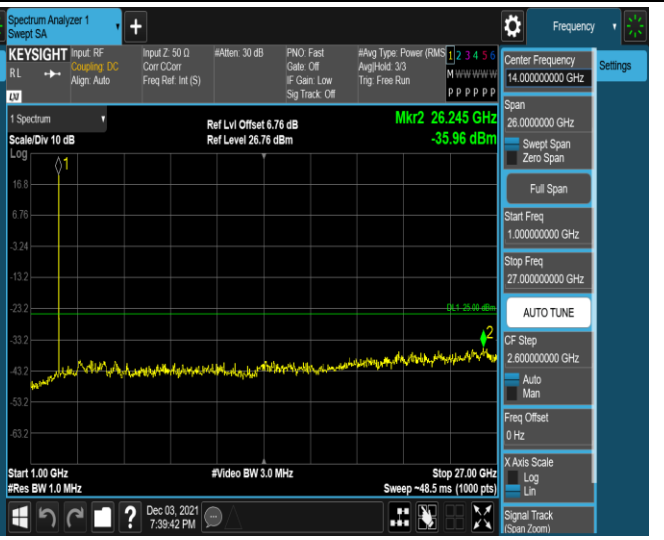 Spectrum Analyzer 1
Swept SA
+
Frequency
KEYSIGHT
RL
LXI
Input: RF
Coupling: DC
Align: Auto
Input Z: 50 Ω
Corr CCorr
Freq Ref: Int (S)
#Atten: 30 dB
PNO: Fast
Gate: Off
IF Gain: Low
Sig Track: Off
#Avg Type: Power (RMS
Avg|Hold: 3/3
Trig: Free Run
1 2 3 4 5 6
M W W W W W
P P P P P P
Center Frequency
14.000000000 GHz
Settings
Span
26.0000000 GHz
Swept Span
Zero Span
Full Span
Start Freq
1.000000000 GHz
Stop Freq
27.000000000 GHz
AUTO TUNE
CF Step
2.600000000 GHz
Auto
Man
Freq Offset
0 Hz
X Axis Scale
Log
Lin
Signal Track
(Span Zoom)
1 Spectrum
Scale/Div 10 dB
Log
Ref Lvl Offset 6.76 dB
Ref Level 26.76 dBm
Mkr2 26.245 GHz
-35.96 dBm
1
16.8
6.76
-3.24
-13.2
-23.2
DL1 -25.00 dBm
-33.2
2
-43.2
-53.2
-63.2
Start 1.00 GHz
#Video BW 3.0 MHz
Stop 27.00 GHz
#Res BW 1.0 MHz
Sweep ~48.5 ms (1000 pts)
?
Dec 03, 2021
7:39:42 PM